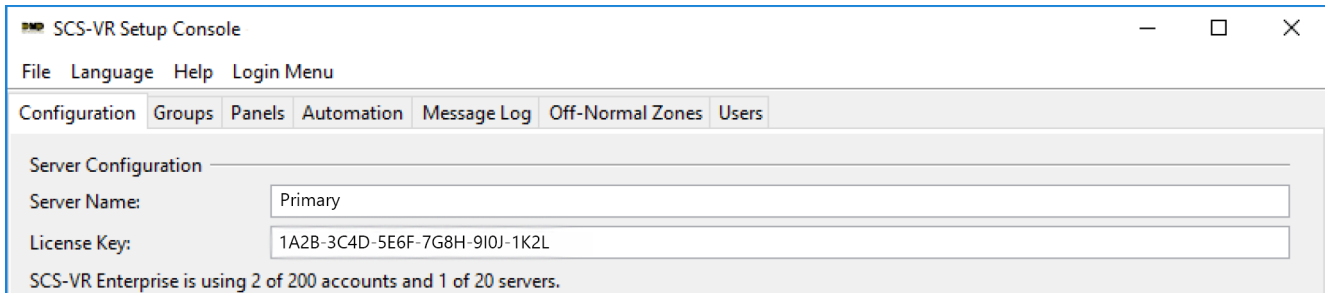 DMP SCS-VR Setup Console
File Language Help Login Menu
Configuration Groups Panels Automation Message Log Off-Normal Zones Users
Server Configuration
Server Name: Primary
License Key: 1A2B-3C4D-5E6F-7G8H-9I0J-1K2L
SCS-VR Enterprise is using 2 of 200 accounts and 1 of 20 servers.